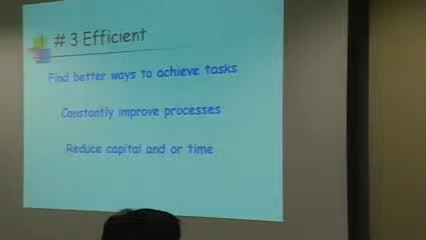 # 3 Efficient
Find better ways to achieve tasks
Constantly improve processes
Reduce capital and or time